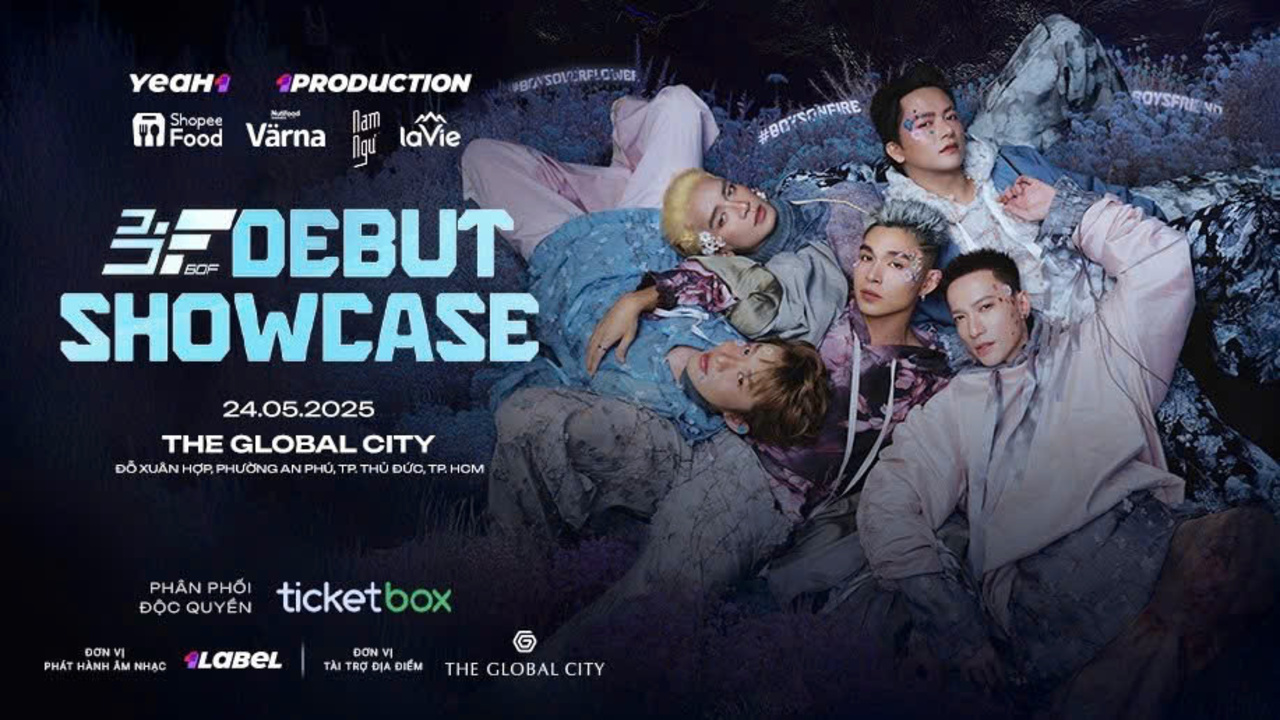 YEAH1
1PRODUCTION
Shopee Food
Nutifood
Värna
Nam Ngư
LaVie
#BOYSOVERFLOWER
#BOYSONFIRE
BOYSFRIEND
BOF
DEBUT
SHOWCASE
24.05.2025
THE GLOBAL CITY
ĐỖ XUÂN HỢP, PHƯỜNG AN PHÚ, TP. THỦ ĐỨC, TP. HCM
PHÂN PHỐI
ĐỘC QUYỀN
ticketbox
ĐƠN VỊ
PHÁT HÀNH ÂM NHẠC
1LABEL
ĐƠN VỊ
TÀI TRỢ ĐỊA ĐIỂM
THE GLOBAL CITY